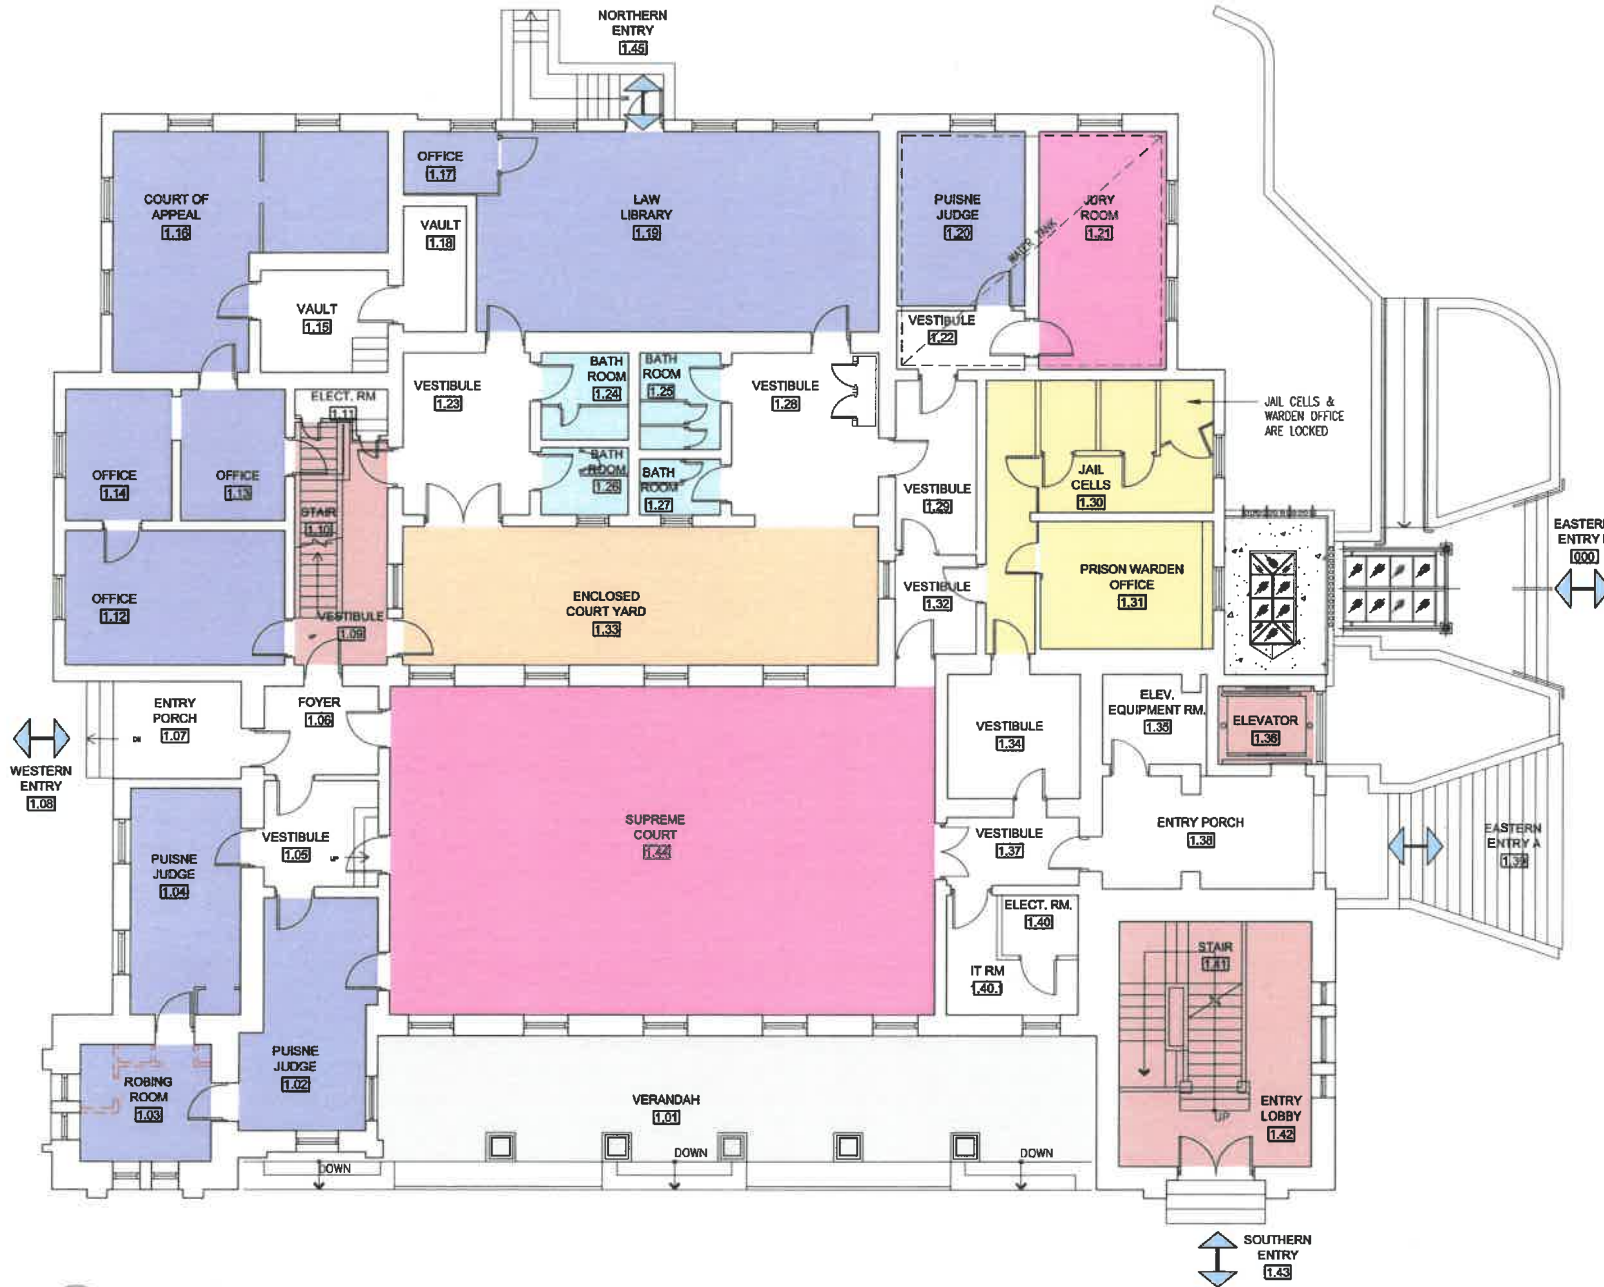 NORTHERN
ENTRY
1.45
COURT OF
APPEAL
1.16
OFFICE
1.17
VAULT
1.18
LAW
LIBRARY
1.19
PUISNE
JUDGE
1.20
JURY
ROOM
1.21
WATER TANK
VAULT
1.15
VESTIBULE
1.22
ELECT. RM
1.11
VESTIBULE
1.23
BATH
ROOM
1.24
BATH
ROOM
1.25
VESTIBULE
1.28
JAIL CELLS &
WARDEN OFFICE
ARE LOCKED
OFFICE
1.14
OFFICE
1.13
BATH
ROOM
1.26
BATH
ROOM
1.27
VESTIBULE
1.29
JAIL
CELLS
1.30
STAIR
1.10
EASTERN
ENTRY
000
OFFICE
1.12
VESTIBULE
1.09
ENCLOSED
COURT YARD
1.33
VESTIBULE
1.32
PRISON WARDEN
OFFICE
1.31
ENTRY
PORCH
1.07
DN
FOYER
1.06
WESTERN
ENTRY
1.08
VESTIBULE
1.34
ELEV.
EQUIPMENT RM.
1.35
ELEVATOR
1.36
VESTIBULE
1.05
UP
PUISNE
JUDGE
1.04
SUPREME
COURT
1.44
VESTIBULE
1.37
ENTRY PORCH
1.38
EASTERN
ENTRY A
1.39
ELECT. RM.
1.40
IT RM
1.40.1
STAIR
1.41
ROBING
ROOM
1.03
PUISNE
JUDGE
1.02
VERANDAH
1.01
ENTRY
LOBBY
1.42
UP
DOWN
DOWN
DOWN
SOUTHERN
ENTRY
1.43